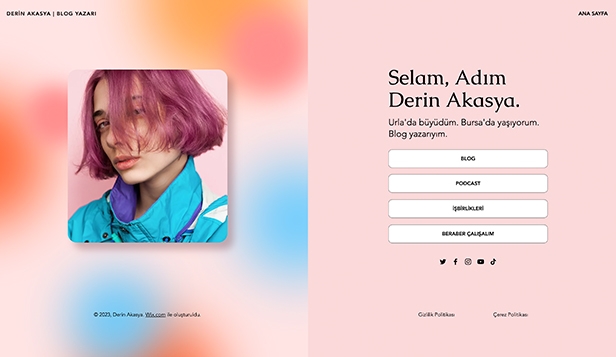 DERİN AKASYA | BLOG YAZARI
ANA SAYFA
Selam, Adım
Derin Akasya.
Urla'da büyüdüm. Bursa'da yaşıyorum.
Blog yazarıyım.
BLOG
PODCAST
İŞBİRLİKLERİ
BERABER ÇALIŞALIM
© 2023, Derin Akasya. Wix.com ile oluşturuldu.
Gizlilik Politikası
Çerez Politikası